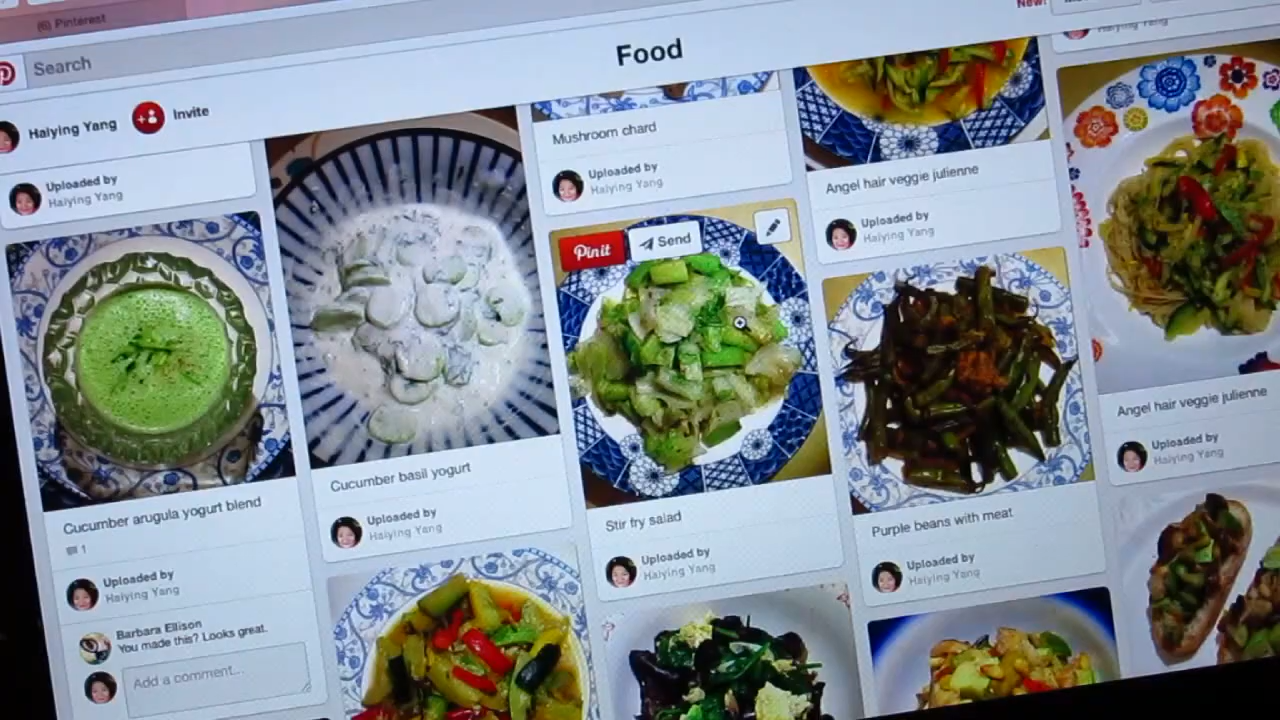 (6) Pinterest
Search
Food
New!
Haiying Yang
Invite
Uploaded by
Haiying Yang
Cucumber arugula yogurt blend
1
Uploaded by
Haiying Yang
Barbara Ellison
You made this? Looks great.
Add a comment...
Cucumber basil yogurt
Uploaded by
Haiying Yang
Mushroom chard
Uploaded by
Haiying Yang
Pin it
Send
Stir fry salad
Uploaded by
Haiying Yang
Angel hair veggie julienne
Uploaded by
Haiying Yang
Purple beans with meat
Uploaded by
Haiying Yang
Haiying Yang
Angel hair veggie julienne
Uploaded by
Haiying Yang